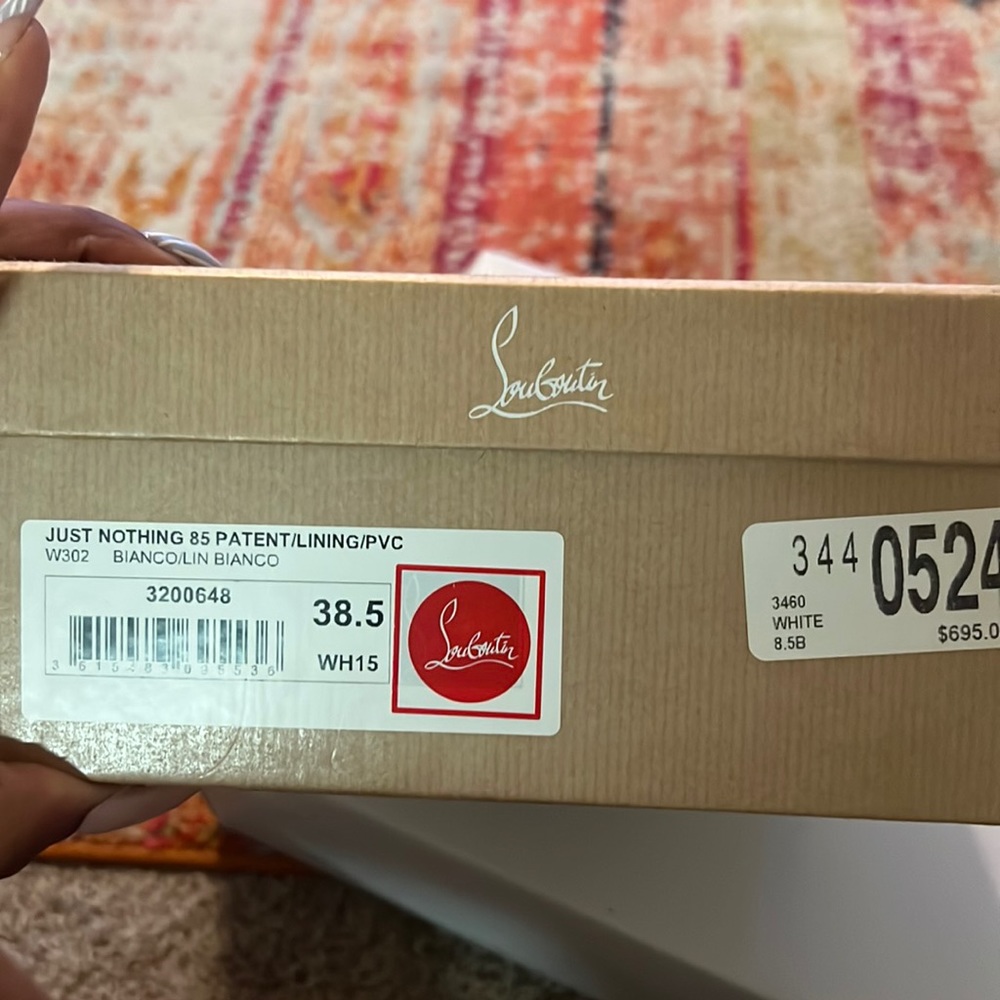 Louboutin
JUST NOTHING 85 PATENT/LINING/PVC
W302 BIANCO/LIN BIANCO
3200648
38.5
WH15
Louboutin
344 0524
3460
WHITE
8.5B
$695.0